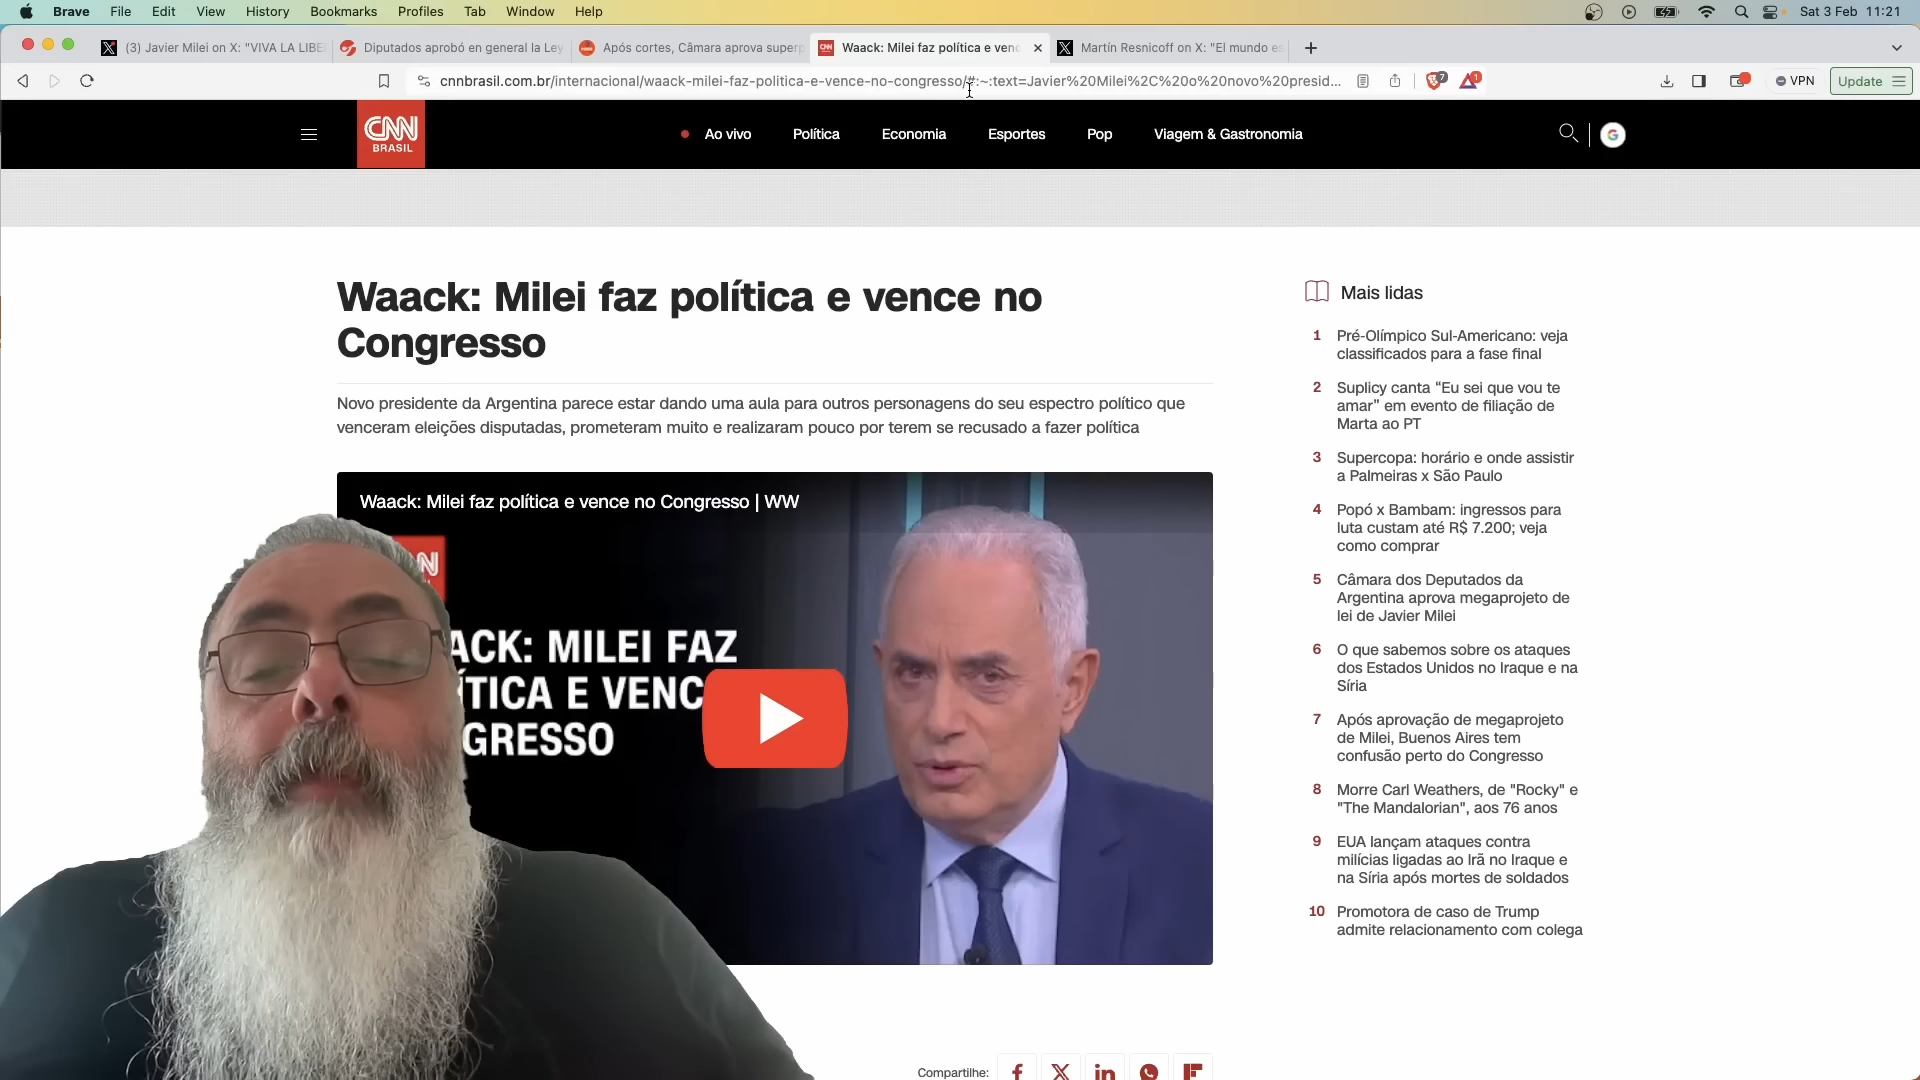 Brave File Edit View History Bookmarks Profiles Tab Window Help Sat 3 Feb 11:21
(3) Javier Milei on X: "VIVA LA LIBE Diputados aprobó en general la Ley Após cortes, Câmara aprova superp Waack: Milei faz política e venc Martín Resnicoff on X: "El mundo es
cnnbrasil.com.br/internacional/waack-milei-faz-politica-e-vence-no-congresso/#:~:text=Javier%20Milei%2C%20o%20novo%20presid... 7 1 VPN Update
CNN
BRASIL
Ao vivo Política Economia Esportes Pop Viagem & Gastronomia
G
Waack: Milei faz política e vence no
Congresso
Novo presidente da Argentina parece estar dando uma aula para outros personagens do seu espectro político que
venceram eleições disputadas, prometeram muito e realizaram pouco por terem se recusado a fazer política
Waack: Milei faz política e vence no Congresso | WW
NN
ACK: MILEI FAZ
ÍTICA E VENC
GRESSO
Compartilhe:
Mais lidas
1 Pré-Olímpico Sul-Americano: veja
classificados para a fase final
2 Suplicy canta “Eu sei que vou te
amar” em evento de filiação de
Marta ao PT
3 Supercopa: horário e onde assistir
a Palmeiras x São Paulo
4 Popó x Bambam: ingressos para
luta custam até R$ 7.200; veja
como comprar
5 Câmara dos Deputados da
Argentina aprova megaprojeto de
lei de Javier Milei
6 O que sabemos sobre os ataques
dos Estados Unidos no Iraque e na
Síria
7 Após aprovação de megaprojeto
de Milei, Buenos Aires tem
confusão perto do Congresso
8 Morre Carl Weathers, de "Rocky" e
"The Mandalorian", aos 76 anos
9 EUA lançam ataques contra
milícias ligadas ao Irã no Iraque e
na Síria após mortes de soldados
10 Promotora de caso de Trump
admite relacionamento com colega